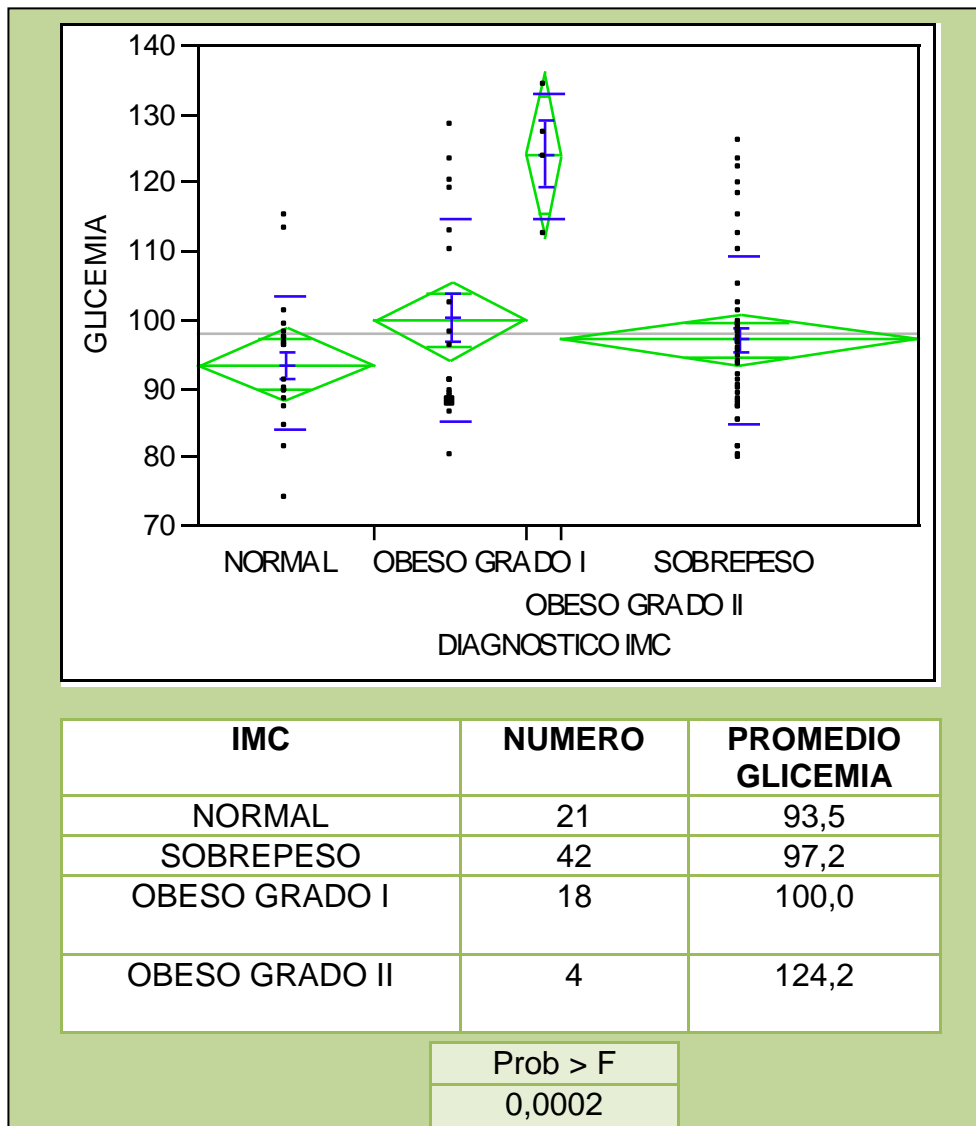 140
130
120
110
100
90
80
70
GLICEMIA
NORMAL OBESO GRADO I SOBREPESO
OBESO GRADO II
DIAGNOSTICO IMC
IMC NUMERO PROMEDIO
GLICEMIA
NORMAL 21 93,5
SOBREPESO 42 97,2
OBESO GRADO I 18 100,0
OBESO GRADO II 4 124,2
Prob > F
0,0002